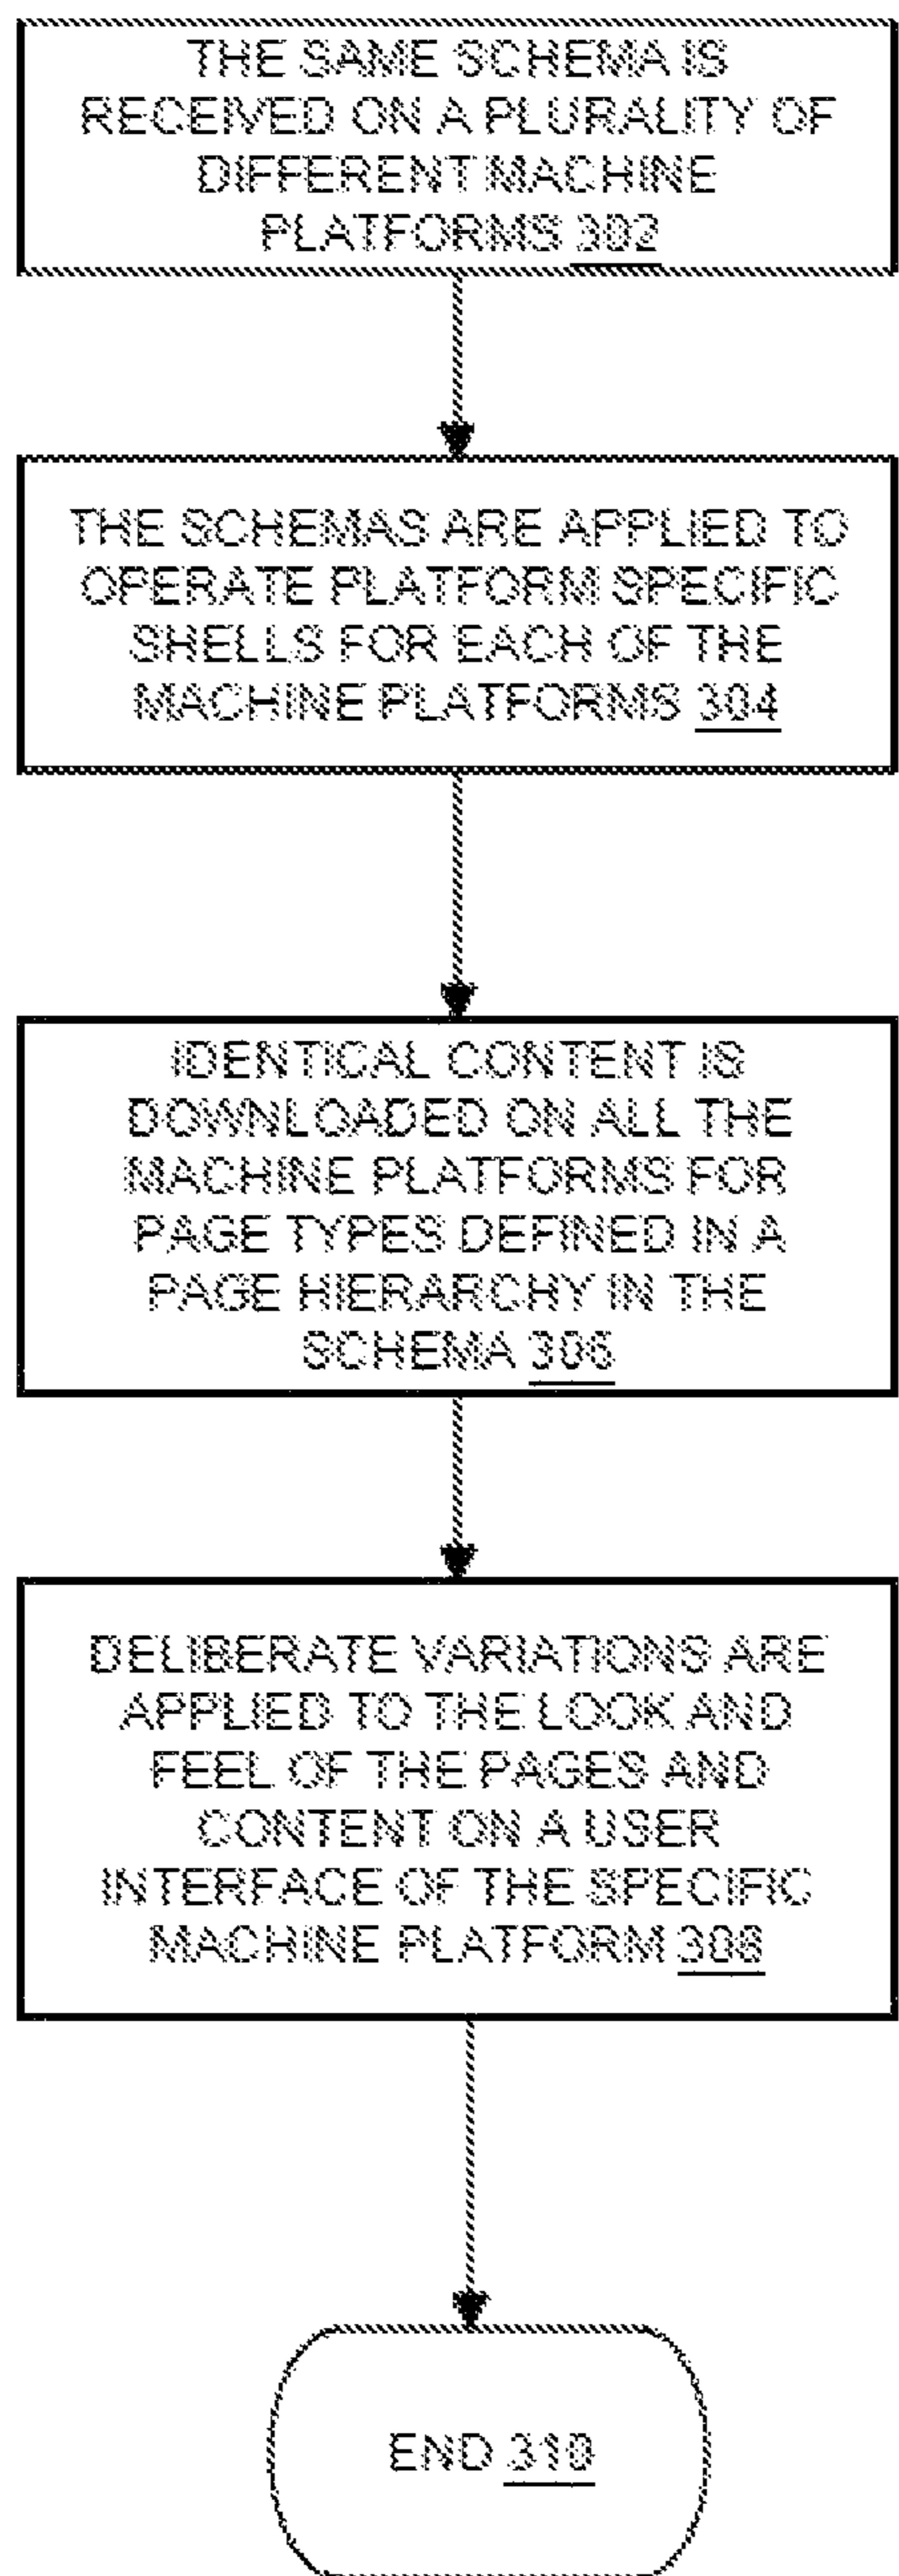 THE SAME SCHEMA IS
RECEIVED ON A PLURALITY OF
DIFFERENT MACHINE
PLATFORMS 302
THE SCHEMAS ARE APPLIED TO
OPERATE PLATFORM SPECIFIC
SHELLS FOR EACH OF THE
MACHINE PLATFORMS 304
IDENTICAL CONTENT IS
DOWNLOADED ON ALL THE
MACHINE PLATFORMS FOR
PAGE TYPES DEFINED IN A
PAGE HIERARCHY IN THE
SCHEMA 306
DELIBERATE VARIATIONS ARE
APPLIED TO THE LOOK AND
FEEL OF THE PAGES AND
CONTENT ON A USER
INTERFACE OF THE SPECIFIC
MACHINE PLATFORM 308
END 310